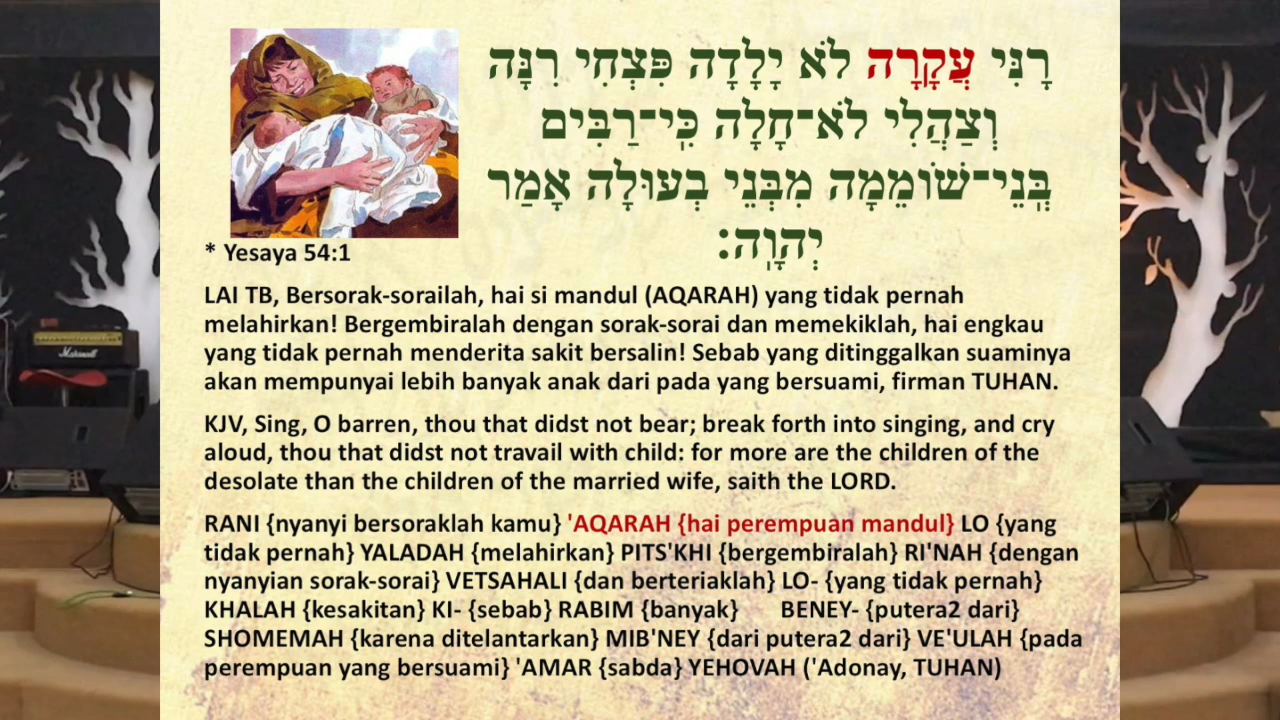 רָנִּי עֲקָרָה לֹא יָלָדָה פִּצְחִי רִנָּה
וְצַהֲלִי לֹא־חָלָה כִּי־רַבִּים
בְּנֵי־שׁוֹמֵמָה מִבְּנֵי בְעוּלָה אָמַר
יְהוָה׃
* Yesaya 54:1
LAI TB, Bersorak-sorailah, hai si mandul (AQARAH) yang tidak pernah
melahirkan! Bergembiralah dengan sorak-sorai dan memekiklah, hai engkau
yang tidak pernah menderita sakit bersalin! Sebab yang ditinggalkan suaminya
akan mempunyai lebih banyak anak dari pada yang bersuami, firman TUHAN.
KJV, Sing, O barren, thou that didst not bear; break forth into singing, and cry
aloud, thou that didst not travail with child: for more are the children of the
desolate than the children of the married wife, saith the LORD.
RANI {nyanyi bersoraklah kamu} 'AQARAH {hai perempuan mandul} LO {yang
tidak pernah} YALADAH {melahirkan} PITS'KHI {bergembiralah} RI'NAH {dengan
nyanyian sorak-sorai} VETSAHALI {dan berteriaklah} LO- {yang tidak pernah}
KHALAH {kesakitan} KI- {sebab} RABIM {banyak} BENEY- {putera2 dari}
SHOMEMAH {karena ditelantarkan} MIB'NEY {dari putera2 dari} VE'ULAH {pada
perempuan yang bersuami} 'AMAR {sabda} YEHOVAH ('Adonay, TUHAN)
Marshall